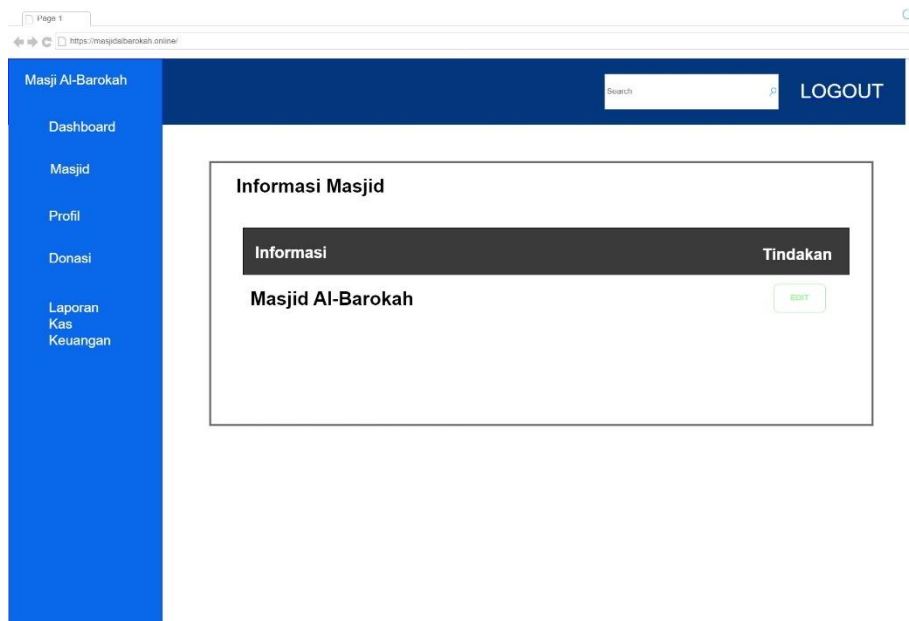 Page 1
https://masjidalbarokah.online/
Masji Al-Barokah
Search
LOGOUT
Dashboard
Masjid
Profil
Donasi
Laporan
Kas
Keuangan
Informasi Masjid
Informasi
Tindakan
Masjid Al-Barokah
EDIT